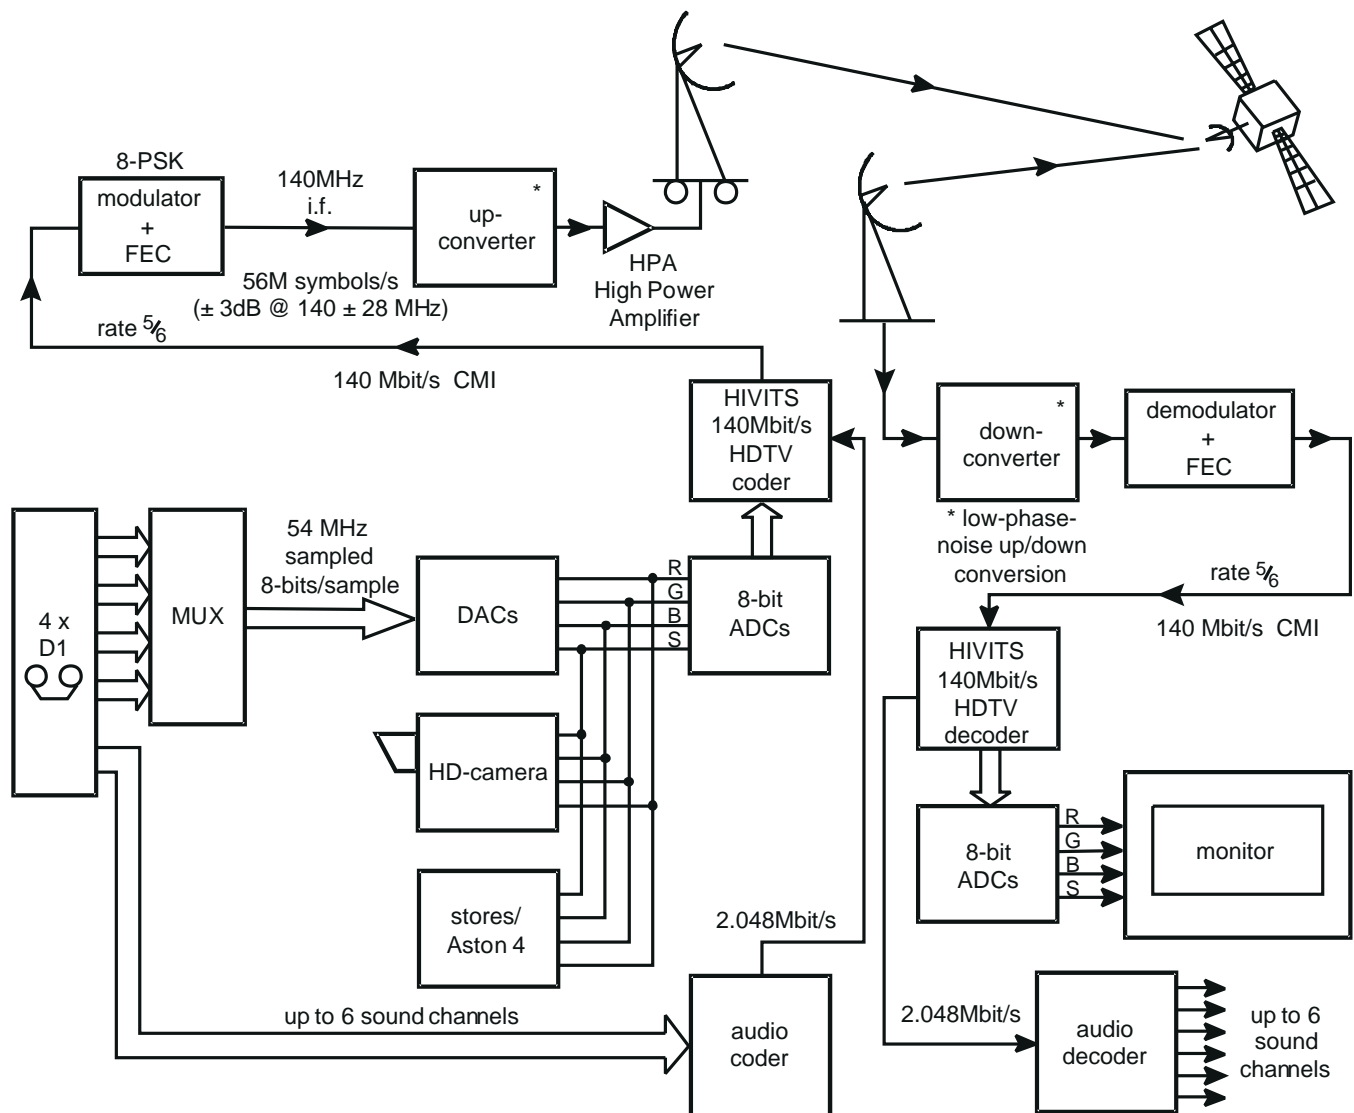 8-PSK
modulator
+
FEC
140MHz
i.f.
*
up-
converter
HPA
High Power
Amplifier
56M symbols/s
(± 3dB @ 140 ± 28 MHz)
rate 5/6
140 Mbit/s CMI
HIVITS
140Mbit/s
HDTV
coder
*
down-
converter
demodulator
+
FEC
* low-phase-
noise up/down
conversion
rate 5/6
140 Mbit/s CMI
4 x
D1
MUX
54 MHz
sampled
8-bits/sample
DACs
R
G
B
S
8-bit
ADCs
HD-camera
stores/
Aston 4
HIVITS
140Mbit/s
HDTV
decoder
8-bit
ADCs
R
G
B
S
monitor
2.048Mbit/s
up to 6 sound channels
audio
coder
2.048Mbit/s
audio
decoder
up to 6
sound
channels